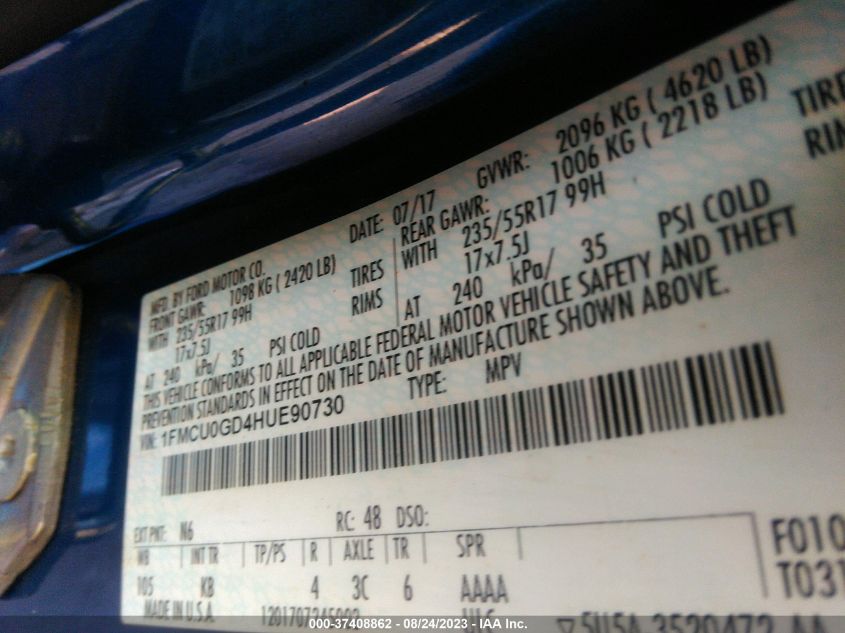 MFD. BY FORD MOTOR CO.
DATE: 07/17 GVWR: 2096 KG ( 4620 LB)
FRONT GAWR: 1098 KG ( 2420 LB)
REAR GAWR: 1006 KG ( 2218 LB)
WITH 235/55R17 99H TIRES
WITH 235/55R17 99H TIRE
17x7.5J RIMS
17x7.5J
AT 240 kPa/ 35 PSI COLD
AT 240 kPa/ 35 PSI COLD
THIS VEHICLE CONFORMS TO ALL APPLICABLE FEDERAL MOTOR VEHICLE SAFETY AND THEFT
PREVENTION STANDARDS IN EFFECT ON THE DATE OF MANUFACTURE SHOWN ABOVE.
VIN: 1FMCU0GD4HUE90730
TYPE: MPV
EXT PNT: N6 RC: 48 DSO:
WB INT TR TP/PS R AXLE TR SPR
105 KB 4 3C 6 AAAA
F010
T031
MADE IN U.S.A
000-37408862 - 08/24/2023 - IAA Inc.